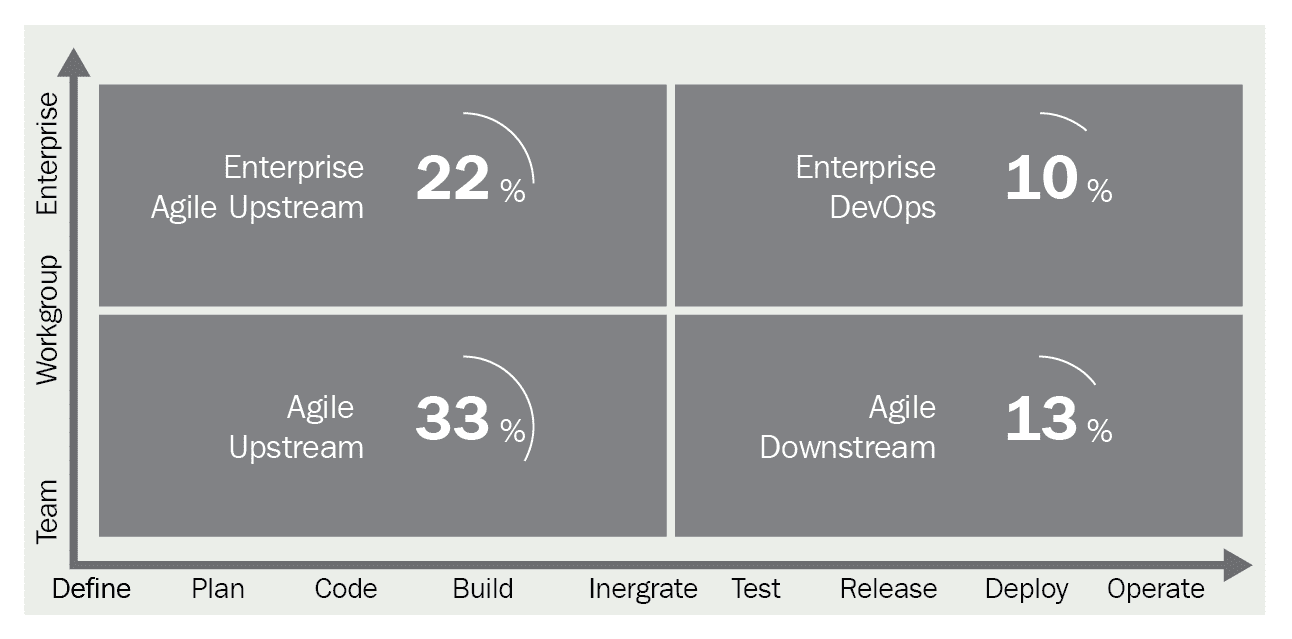 Enterprise
Workgroup
Team
Enterprise
Agile Upstream
22 %
Enterprise
DevOps
10 %
Agile
Upstream
33 %
Agile
Downstream
13 %
Define Plan Code Build Inergrate Test Release Deploy Operate